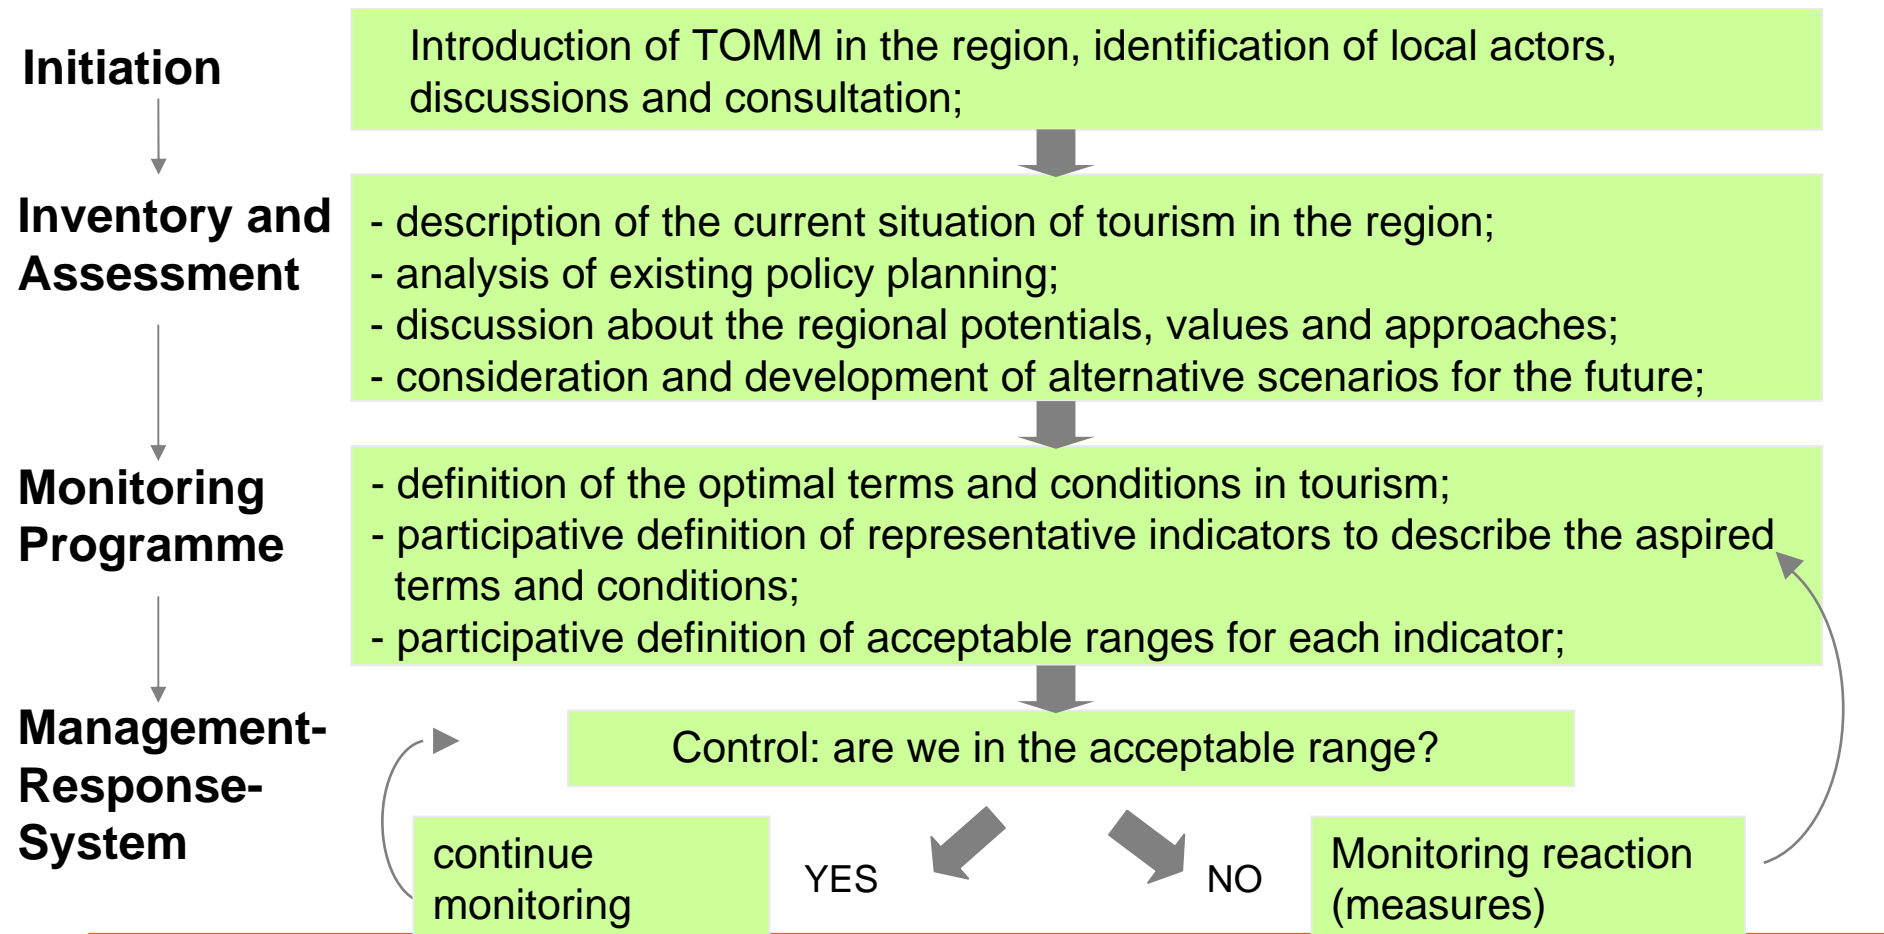 Initiation
Introduction of TOMM in the region, identification of local actors,
discussions and consultation;
Inventory and
Assessment
- description of the current situation of tourism in the region;
- analysis of existing policy planning;
- discussion about the regional potentials, values and approaches;
- consideration and development of alternative scenarios for the future;
Monitoring
Programme
- definition of the optimal terms and conditions in tourism;
- participative definition of representative indicators to describe the aspired
terms and conditions;
- participative definition of acceptable ranges for each indicator;
Management-
Response-
System
Control: are we in the acceptable range?
continue
monitoring
YES
NO
Monitoring reaction
(measures)